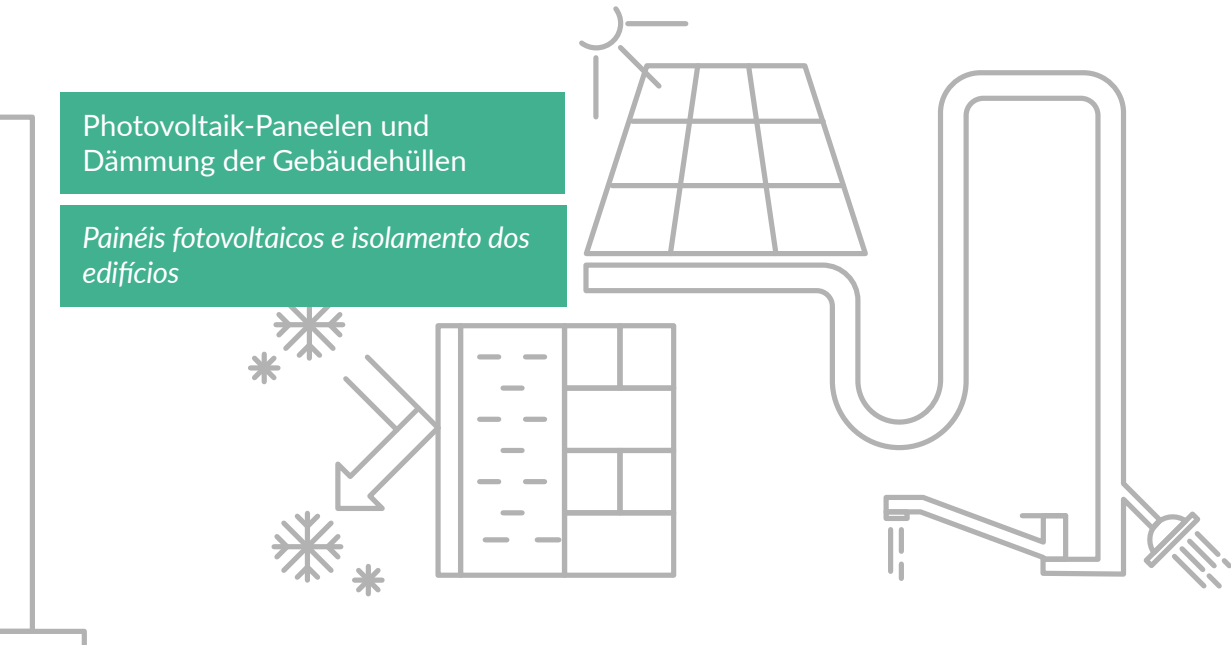 Photovoltaik-Paneelen und
Dämmung der Gebäudehüllen
Painéis fotovoltaicos e isolamento dos
edifícios